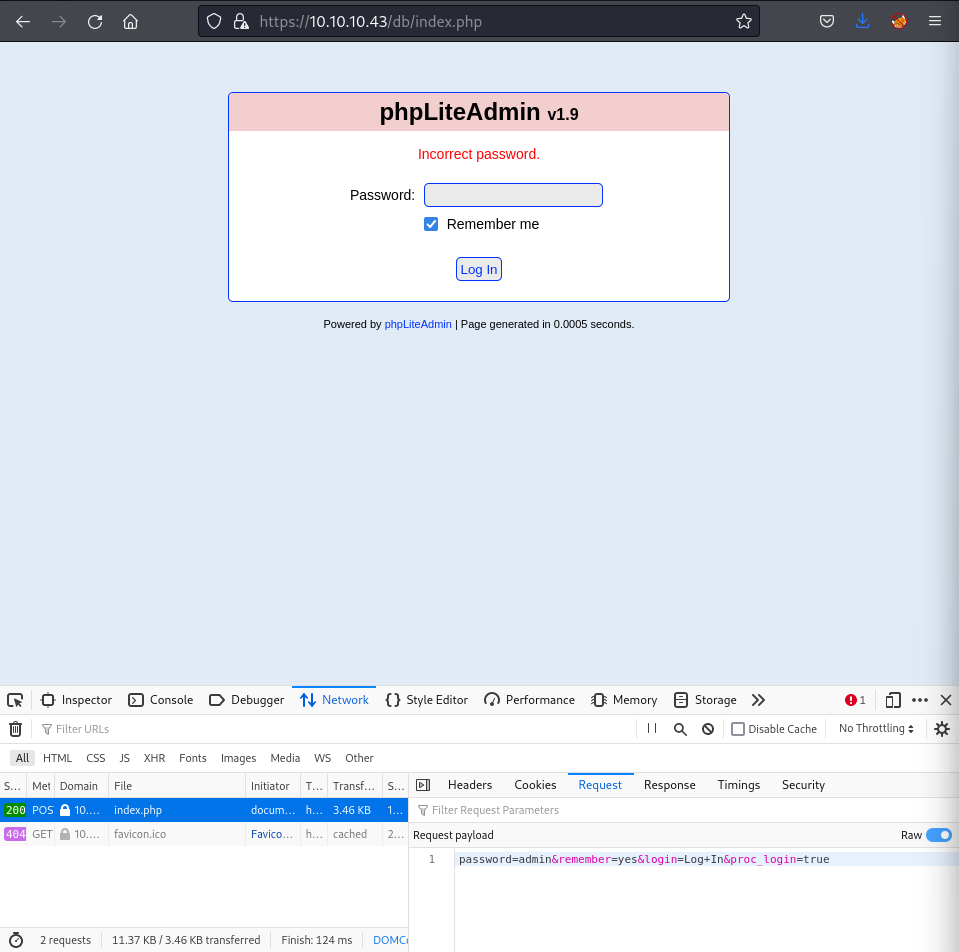 https://10.10.10.43/db/index.php
phpLiteAdmin v1.9
Incorrect password.
Password:
Remember me
Log In
Powered by phpLiteAdmin | Page generated in 0.0005 seconds.
Inspector Console Debugger Network Style Editor Performance Memory Storage 1
Filter URLs Disable Cache No Throttling
All HTML CSS JS XHR Fonts Images Media WS Other
S... Met Domain File Initiator T... Transf... S...
Headers Cookies Request Response Timings Security
200 POS 10.... index.php docum... h... 3.46 KB 1...
Filter Request Parameters
404 GET 10.... favicon.ico Favico... h... cached 2...
Request payload Raw
1 password=admin&remember=yes&login=Log+In&proc_login=true
2 requests 11.37 KB / 3.46 KB transferred Finish: 124 ms DOMCo